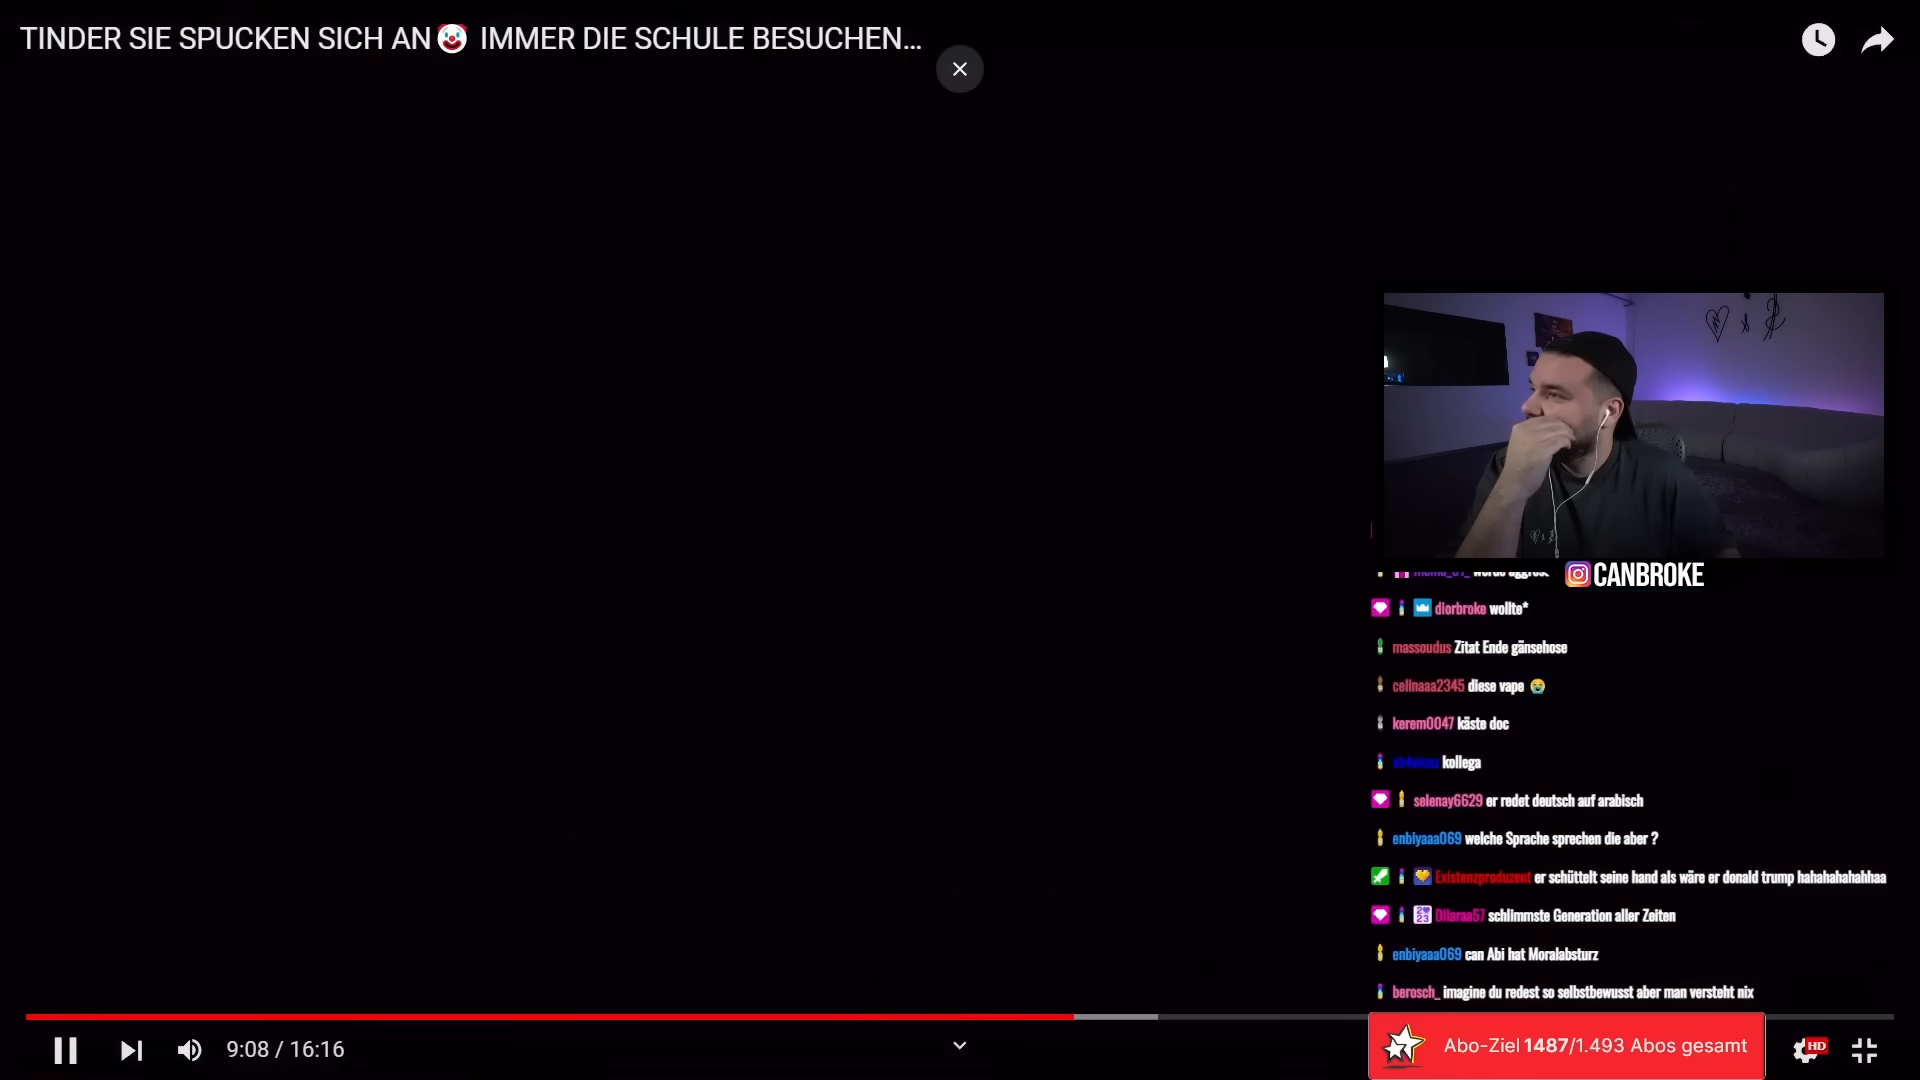 TINDER SIE SPUCKEN SICH AN🤡 IMMER DIE SCHULE BESUCHEN...
CANBROKE
diorbroke wollte*
massoudus Zitat Ende gänsehose
celinaaa2345 diese vape 😭
kerem0047 käste doc
kollega
selenay6629 er redet deutsch auf arabisch
enbiyaaa069 welche Sprache sprechen die aber ?
Existenzproduzent er schüttelt seine hand als wäre er donald trump hahahahahahhaa
Dilaraa57 schlimmste Generation aller Zeiten
enbiyaaa069 can Abi hat Moralabsturz
berosch_ imagine du redest so selbstbewusst aber man versteht nix
9:08 / 16:16
Abo-Ziel 1487/1.493 Abos gesamt
HD